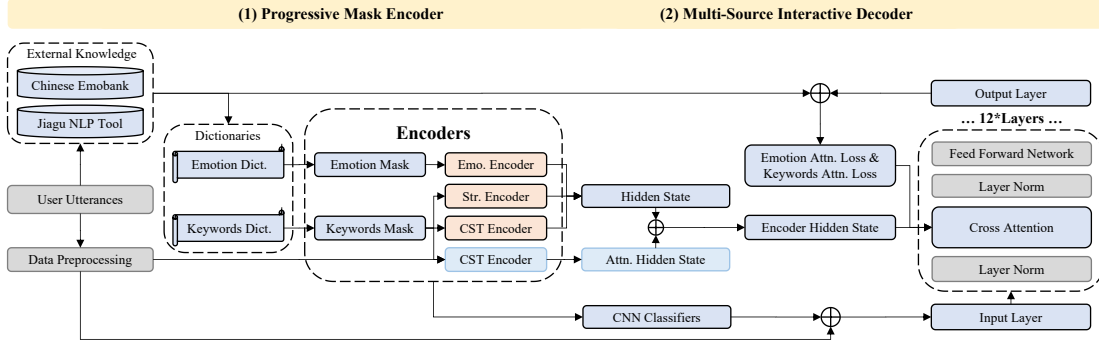 (1) Progressive Mask Encoder
(2) Multi-Source Interactive Decoder
External Knowledge
Chinese Emobank
Jiagu NLP Tool
User Utterances
Data Preprocessing
Dictionaries
Emotion Dict.
Keywords Dict.
Encoders
Emotion Mask
Keywords Mask
Emo. Encoder
Str. Encoder
CST Encoder
CST Encoder
Hidden State
Attn. Hidden State
CNN Classifiers
Emotion Attn. Loss &
Keywords Attn. Loss
Encoder Hidden State
Output Layer
... 12*Layers ...
Feed Forward Network
Layer Norm
Cross Attention
Layer Norm
Input Layer